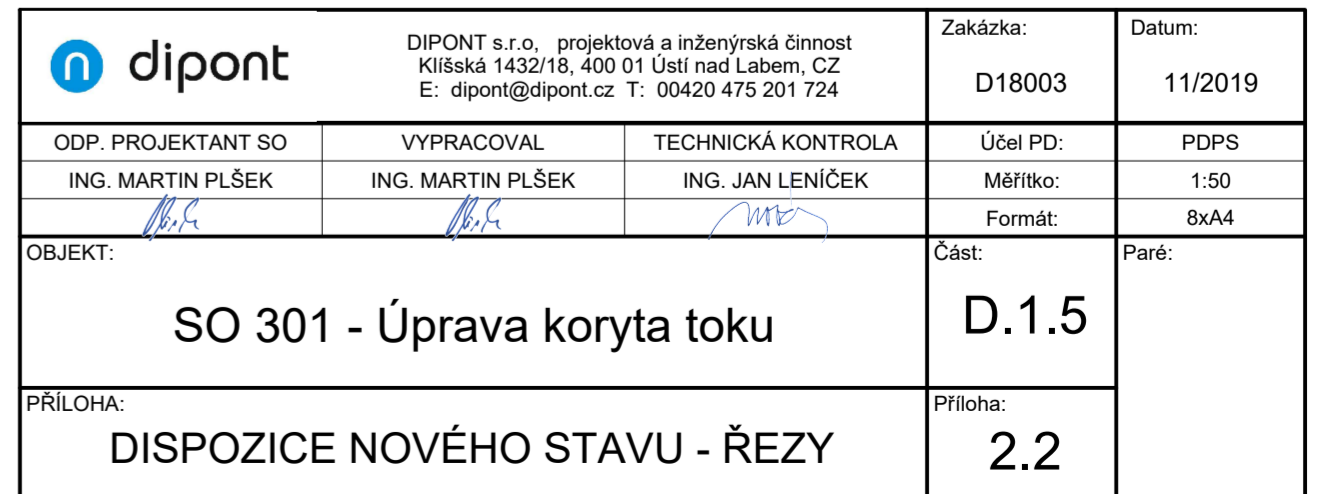 dipont
DIPONT s.r.o, projektová a inženýrská činnost
Klíšská 1432/18, 400 01 Ústí nad Labem, CZ
E: dipont@dipont.cz T: 00420 475 201 724
Zakázka:
D18003
Datum:
11/2019
ODP. PROJEKTANT SO
VYPRACOVAL
TECHNICKÁ KONTROLA
Účel PD:
PDPS
ING. MARTIN PLŠEK
ING. MARTIN PLŠEK
ING. JAN LENÍČEK
Měřítko:
1:50
Formát:
8xA4
OBJEKT:
SO 301 - Úprava koryta toku
Část:
D.1.5
Paré:
PŘÍLOHA:
DISPOZICE NOVÉHO STAVU - ŘEZY
Příloha:
2.2